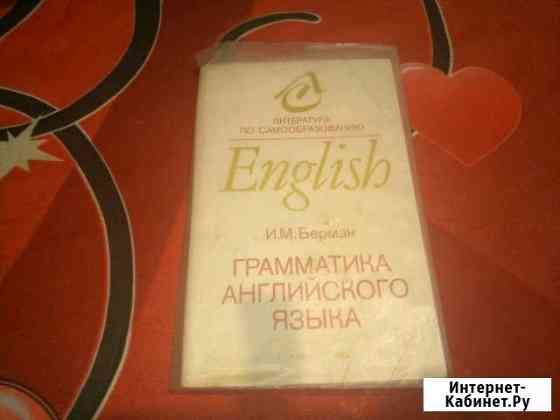 ЛИТЕРАТУРА
ПО САМООБРАЗОВАНИЮ
English
И.М.Берман
ГРАММАТИКА
АНГЛИЙСКОГО
ЯЗЫКА
Интернет-
Кабинет.Ру